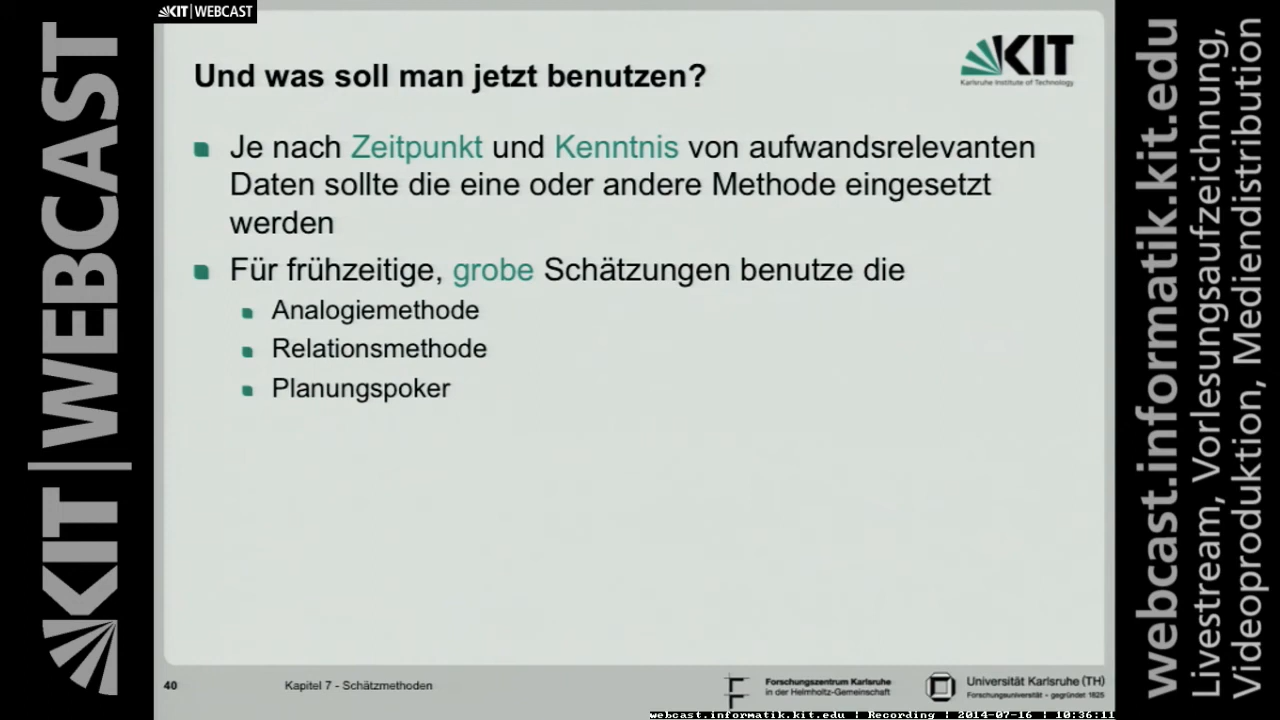 KIT | WEBCAST
KIT | WEBCAST
KIT
Karlsruhe Institute of Technology
Und was soll man jetzt benutzen?
Je nach Zeitpunkt und Kenntnis von aufwandsrelevanten
Daten sollte die eine oder andere Methode eingesetzt
werden
Für frühzeitige, grobe Schätzungen benutze die
Analogiemethode
Relationsmethode
Planungspoker
40
Kapitel 7 - Schätzmethoden
Forschungszentrum Karlsruhe
in der Helmholtz-Gemeinschaft
Universität Karlsruhe (TH)
Forschungsuniversität - gegründet 1825
webcast.informatik.kit.edu | Recording | 2014-07-16 | 10:36:11
webcast.informatik.kit.edu
Livestream, Vorlesungsaufzeichnung,
Videoproduktion, Mediendistribution